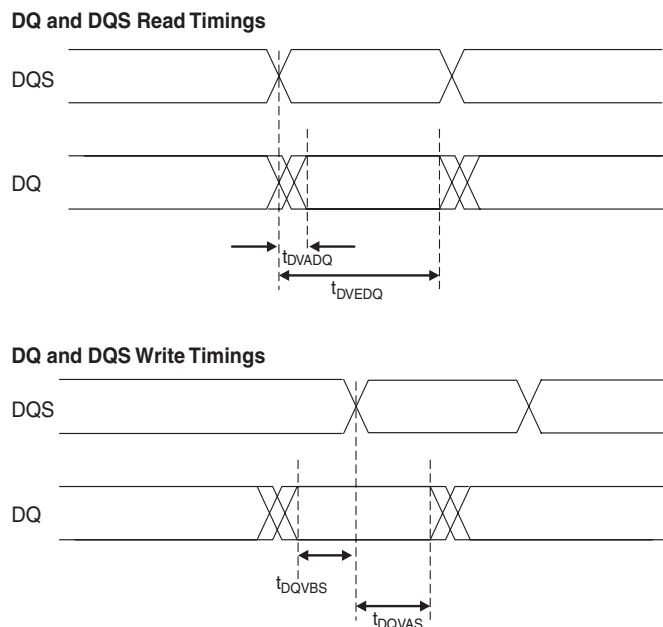 DQ and DQS Read Timings
DQS
DQ
tDVADQ
tDVEDQ
DQ and DQS Write Timings
DQS
DQ
tDQVBS
tDQVAS